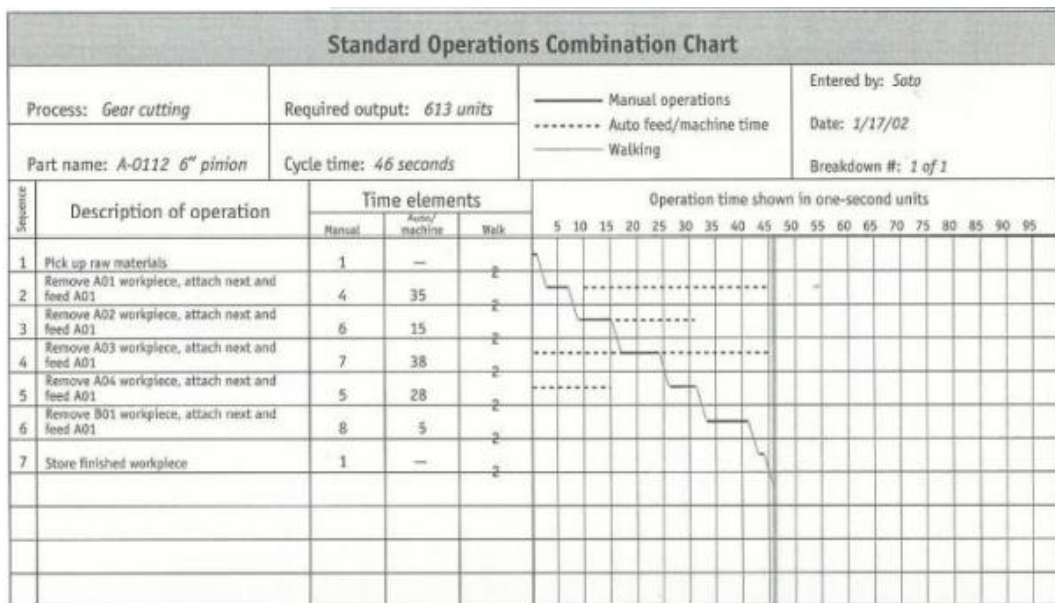 Standard Operations Combination Chart
Process: Gear cutting
Required output: 613 units
Part name: A-0112 6" pinion
Cycle time: 46 seconds
Manual operations
Auto feed/machine time
Walking
Entered by: Soto
Date: 1/17/02
Breakdown #: 1 of 1
Sequence
Description of operation
Time elements
Manual
Auto/
machine
Walk
Operation time shown in one-second units
5 10 15 20 25 30 35 40 45 50 55 60 65 70 75 80 85 90 95
1 Pick up raw materials 1 —
2
2 Remove A01 workpiece, attach next and
feed A01 4 35
2
3 Remove A02 workpiece, attach next and
feed A01 6 15
2
4 Remove A03 workpiece, attach next and
feed A01 7 38
2
5 Remove A04 workpiece, attach next and
feed A01 5 28
2
6 Remove B01 workpiece, attach next and
feed A01 8 5
2
7 Store finished workpiece 1 —
2